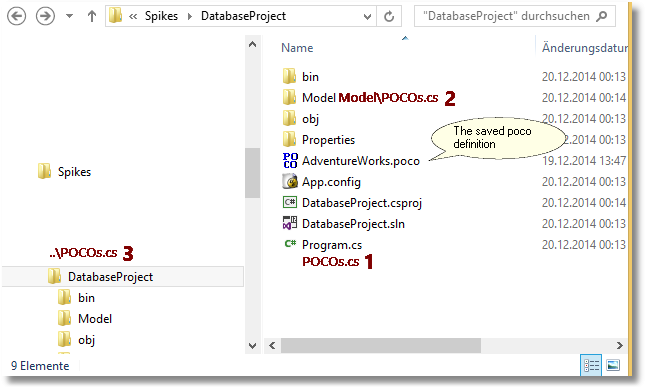 « Spikes ▸ DatabaseProject
"DatabaseProject" durchsuchen
Name Änderungsdatun
bin 20.12.2014 00:13
Model Model\POCOs.cs 2 20.12.2014 00:14
obj 20.12.2014 00:13
The saved poco
definition
Properties 20.12.2014 00:13
Spikes
PO
CO
AdventureWorks.poco 19.12.2014 13:47
App.config 20.12.2014 00:13
C# DatabaseProject.csproj 20.12.2014 00:14
DatabaseProject.sln 20.12.2014 00:13
C# Program.cs 20.12.2014 00:13
..\POCOs.cs 3
POCOs.cs 1
DatabaseProject
bin
Model
obj
9 Elemente